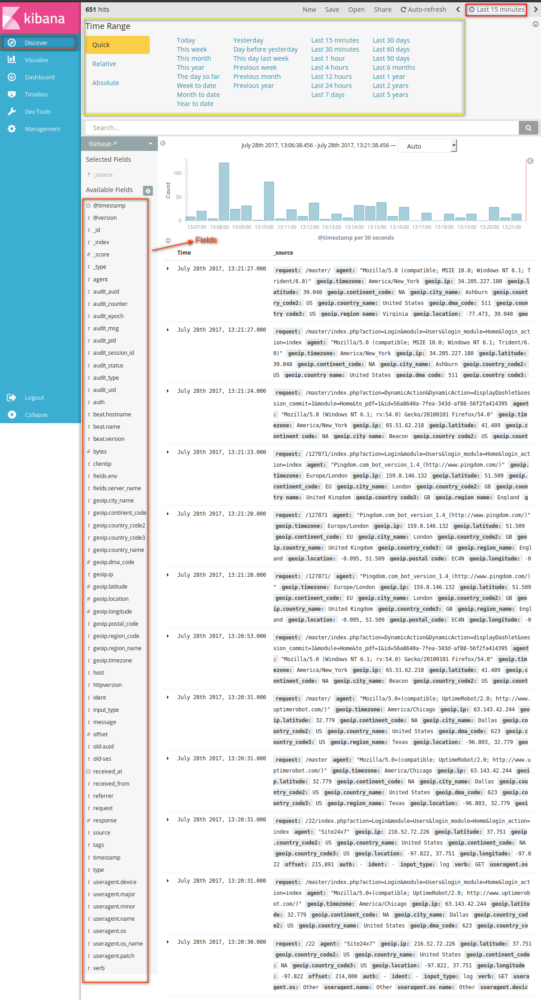 kibana
Discover
Visualize
Dashboard
Timelion
Dev Tools
Management
Logout
Collapse
651 hits
New Save Open Share Auto-refresh Last 15 minutes
Time Range
Quick
Relative
Absolute
Today
This week
This month
This year
The day so far
Week to date
Month to date
Year to date
Yesterday
Day before yesterday
This day last week
Previous week
Previous month
Previous year
Last 15 minutes
Last 30 minutes
Last 1 hour
Last 4 hours
Last 12 hours
Last 24 hours
Last 7 days
Last 30 days
Last 60 days
Last 90 days
Last 6 months
Last 1 year
Last 2 years
Last 5 years
Search...
filebeat-*
Selected Fields
? _source
Available Fields
@timestamp
t @version
t _id
t _index
# _score
t _type
t agent
t audit_auid
t audit_counter
t audit_epoch
t audit_msg
t audit_pid
t audit_session_id
t audit_status
t audit_type
t audit_uid
t auth
t beat.hostname
t beat.name
t beat.version
# bytes
t clientip
t fields.env
t fields.server_name
t geoip.city_name
t geoip.continent_code
t geoip.country_code2
t geoip.country_code3
t geoip.country_name
# geoip.dma_code
t geoip.ip
# geoip.latitude
# geoip.location
# geoip.longitude
t geoip.postal_code
t geoip.region_code
t geoip.region_name
t geoip.timezone
t host
t httpversion
t ident
t input_type
t message
# offset
t old-auid
t old-ses
received_at
t received_from
t referrer
t request
# response
t source
t tags
t timestamp
t type
t useragent.device
t useragent.major
t useragent.minor
t useragent.name
t useragent.os
t useragent.os_name
t useragent.patch
t verb
Fields
July 28th 2017, 13:06:38.456 - July 28th 2017, 13:21:38.456 — Auto
Count
100
50
0
13:07:00 13:08:00 13:09:00 13:10:00 13:11:00 13:12:00 13:13:00 13:14:00 13:15:00 13:16:00 13:17:00 13:18:00 13:19:00 13:20:00 13:21:00
@timestamp per 30 seconds
Time _source
July 28th 2017, 13:21:27.000 request: /master/ agent: "Mozilla/5.0 (compatible; MSIE 10.0; Windows NT 6.1; T
rident/6.0)" geoip.timezone: America/New_York geoip.ip: 34.205.227.180 geoip.l
atitude: 39.048 geoip.continent_code: NA geoip.city_name: Ashburn geoip.count
ry_code2: US geoip.country_name: United States geoip.dma_code: 511 geoip.coun
try_code3: US geoip.region_name: Virginia geoip.location: -77.473, 39.048 geo
July 28th 2017, 13:21:27.000 request: /master/index.php?action=Login&module=Users&login_module=Home&login_act
ion=index agent: "Mozilla/5.0 (compatible; MSIE 10.0; Windows NT 6.1; Trident/6.
0)" geoip.timezone: America/New_York geoip.ip: 34.205.227.180 geoip.latitude:
39.048 geoip.continent_code: NA geoip.city_name: Ashburn geoip.country_code2:
US geoip.country_name: United States geoip.dma_code: 511 geoip.country_code3:
July 28th 2017, 13:21:24.000 request: /master/index.php?action=DynamicAction&DynamicAction=displayDashlet&ses
sion_commit=1&module=Home&to_pdf=1&id=56a8640a-7fea-343d-af88-56f2fa414395 agent
: "Mozilla/5.0 (Windows NT 6.1; rv:54.0) Gecko/20100101 Firefox/54.0" geoip.tim
ezone: America/New_York geoip.ip: 65.51.62.218 geoip.latitude: 41.489 geoip.c
ontinent_code: NA geoip.city_name: Beacon geoip.country_code2: US geoip.count
July 28th 2017, 13:21:23.000 request: /127871/index.php?action=Login&module=Users&login_module=Home&login_act
ion=index agent: "Pingdom.com_bot_version_1.4_(http://www.pingdom.com/)" geoip.
timezone: Europe/London geoip.ip: 159.8.146.132 geoip.latitude: 51.509 geoip.
continent_code: EU geoip.city_name: London geoip.country_code2: GB geoip.coun
try_name: United Kingdom geoip.country_code3: GB geoip.region_name: England g
July 28th 2017, 13:21:20.000 request: /127871 agent: "Pingdom.com_bot_version_1.4_(http://www.pingdom.com/)"
geoip.timezone: Europe/London geoip.ip: 159.8.146.132 geoip.latitude: 51.509
geoip.continent_code: EU geoip.city_name: London geoip.country_code2: GB geo
ip.country_name: United Kingdom geoip.country_code3: GB geoip.region_name: Engl
and geoip.location: -0.095, 51.509 geoip.postal_code: EC4N geoip.longitude: -0
July 28th 2017, 13:21:20.000 request: /127871/ agent: "Pingdom.com_bot_version_1.4_(http://www.pingdom.com/)
" geoip.timezone: Europe/London geoip.ip: 159.8.146.132 geoip.latitude: 51.509
geoip.continent_code: EU geoip.city_name: London geoip.country_code2: GB geo
ip.country_name: United Kingdom geoip.country_code3: GB geoip.region_name: Engl
and geoip.location: -0.095, 51.509 geoip.postal_code: EC4N geoip.longitude: -0
July 28th 2017, 13:20:53.000 request: /master/index.php?action=DynamicAction&DynamicAction=displayDashlet&ses
sion_commit=1&module=Home&to_pdf=1&id=56a8640a-7fea-343d-af88-56f2fa414395 agent
: "Mozilla/5.0 (Windows NT 6.1; rv:54.0) Gecko/20100101 Firefox/54.0" geoip.tim
ezone: America/New_York geoip.ip: 65.51.62.218 geoip.latitude: 41.489 geoip.c
ontinent_code: NA geoip.city_name: Beacon geoip.country_code2: US geoip.count
July 28th 2017, 13:20:31.000 request: /master/ agent: "Mozilla/5.0+(compatible; UptimeRobot/2.0; http://www.
uptimerobot.com/)" geoip.timezone: America/Chicago geoip.ip: 63.143.42.244 geo
ip.latitude: 32.779 geoip.continent_code: NA geoip.city_name: Dallas geoip.co
untry_code2: US geoip.country_name: United States geoip.dma_code: 623 geoip.c
ountry_code3: US geoip.region_name: Texas geoip.location: -96.803, 32.779 geo
July 28th 2017, 13:20:31.000 request: /master agent: "Mozilla/5.0+(compatible; UptimeRobot/2.0; http://www.u
ptimerobot.com/)" geoip.timezone: America/Chicago geoip.ip: 63.143.42.244 geoi
p.latitude: 32.779 geoip.continent_code: NA geoip.city_name: Dallas geoip.cou
ntry_code2: US geoip.country_name: United States geoip.dma_code: 623 geoip.co
untry_code3: US geoip.region_name: Texas geoip.location: -96.803, 32.779 geoi
July 28th 2017, 13:20:31.000 request: /22/index.php?action=Login&module=Users&login_module=Home&login_action=
index agent: "Site24x7" geoip.ip: 216.52.72.226 geoip.latitude: 37.751 geoip
.country_code2: US geoip.country_name: United States geoip.continent_code: NA
geoip.country_code3: US geoip.location: -97.822, 37.751 geoip.longitude: -97.8
22 offset: 215,891 auth: - ident: - input_type: log verb: GET useragent.os
July 28th 2017, 13:20:31.000 request: /master/index.php?action=Login&module=Users&login_module=Home&login_act
ion=index agent: "Mozilla/5.0+(compatible; UptimeRobot/2.0; http://www.uptimerob
ot.com/)" geoip.timezone: America/Chicago geoip.ip: 63.143.42.244 geoip.latitu
de: 32.779 geoip.continent_code: NA geoip.city_name: Dallas geoip.country_cod
e2: US geoip.country_name: United States geoip.dma_code: 623 geoip.country_co
July 28th 2017, 13:20:30.000 request: /22 agent: "Site24x7" geoip.ip: 216.52.72.226 geoip.latitude: 37.751
geoip.country_code2: US geoip.country_name: United States geoip.continent_code
: NA geoip.country_code3: US geoip.location: -97.822, 37.751 geoip.longitude
: -97.822 offset: 214,800 auth: - ident: - input_type: log verb: GET usera
gent.os: Other useragent.name: Other useragent.os_name: Other useragent.devic